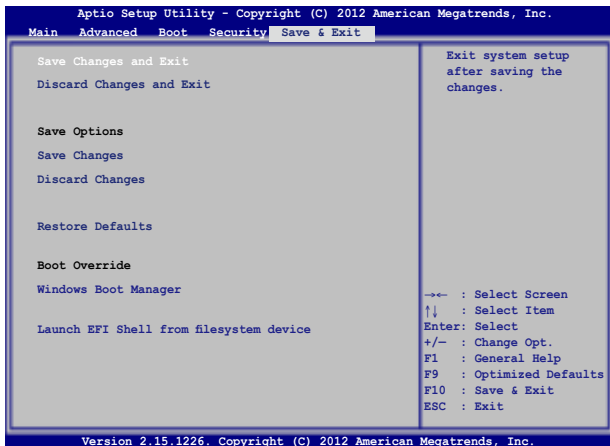 Aptio Setup Utility - Copyright (C) 2012 American Megatrends, Inc.
Main Advanced Boot Security Save & Exit
Save Changes and Exit
Discard Changes and Exit
Save Options
Save Changes
Discard Changes
Restore Defaults
Boot Override
Windows Boot Manager
Launch EFI Shell from filesystem device
Exit system setup
after saving the
changes.
→← : Select Screen
↑↓ : Select Item
Enter: Select
+/— : Change Opt.
F1 : General Help
F9 : Optimized Defaults
F10 : Save & Exit
ESC : Exit
Version 2.15.1226. Copyright (C) 2012 American Megatrends, Inc.